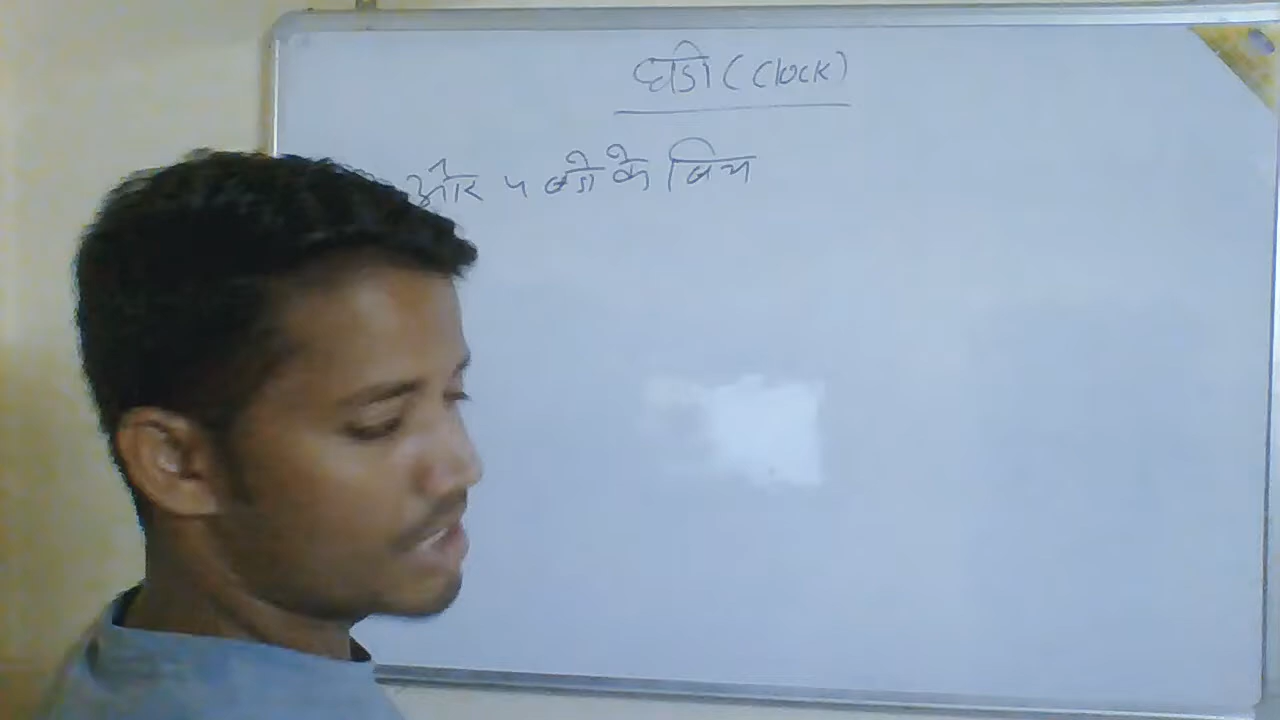 घडि (Clock)
और ५ बजे के बिच